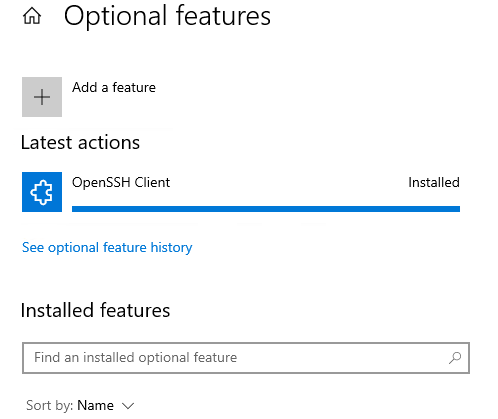 Optional features
Add a feature
Latest actions
OpenSSH Client Installed
See optional feature history
Installed features
Find an installed optional feature
Sort by: Name